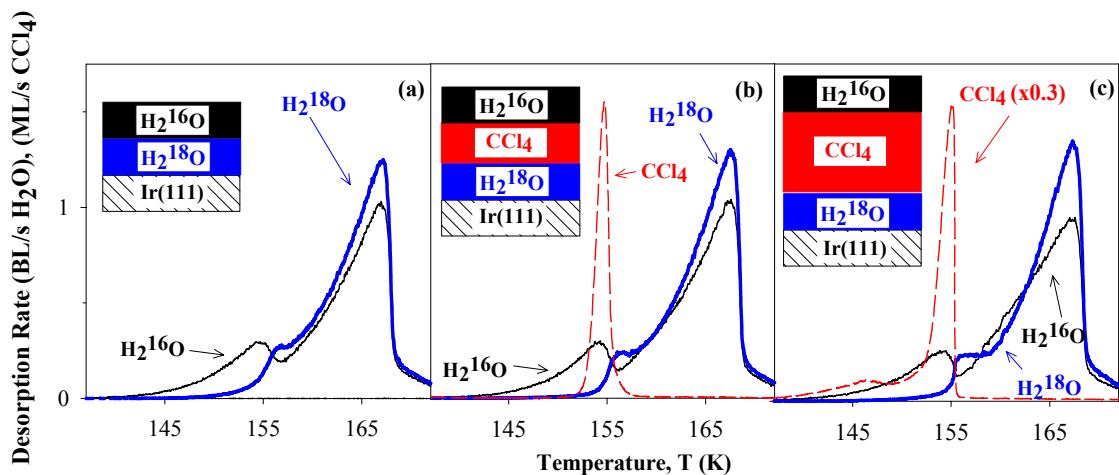 Desorption Rate (BL/s H2O), (ML/s CCl4)
1
0
(a)
H218O
H216O
H218O
Ir(111)
H216O
145
155
165
(b)
H216O
CCl4
H218O
Ir(111)
H218O
CCl4
H216O
145
155
165
(c)
H216O
CCl4
H218O
Ir(111)
CCl4 (x0.3)
H216O
H218O
145
155
165
Temperature, T (K)